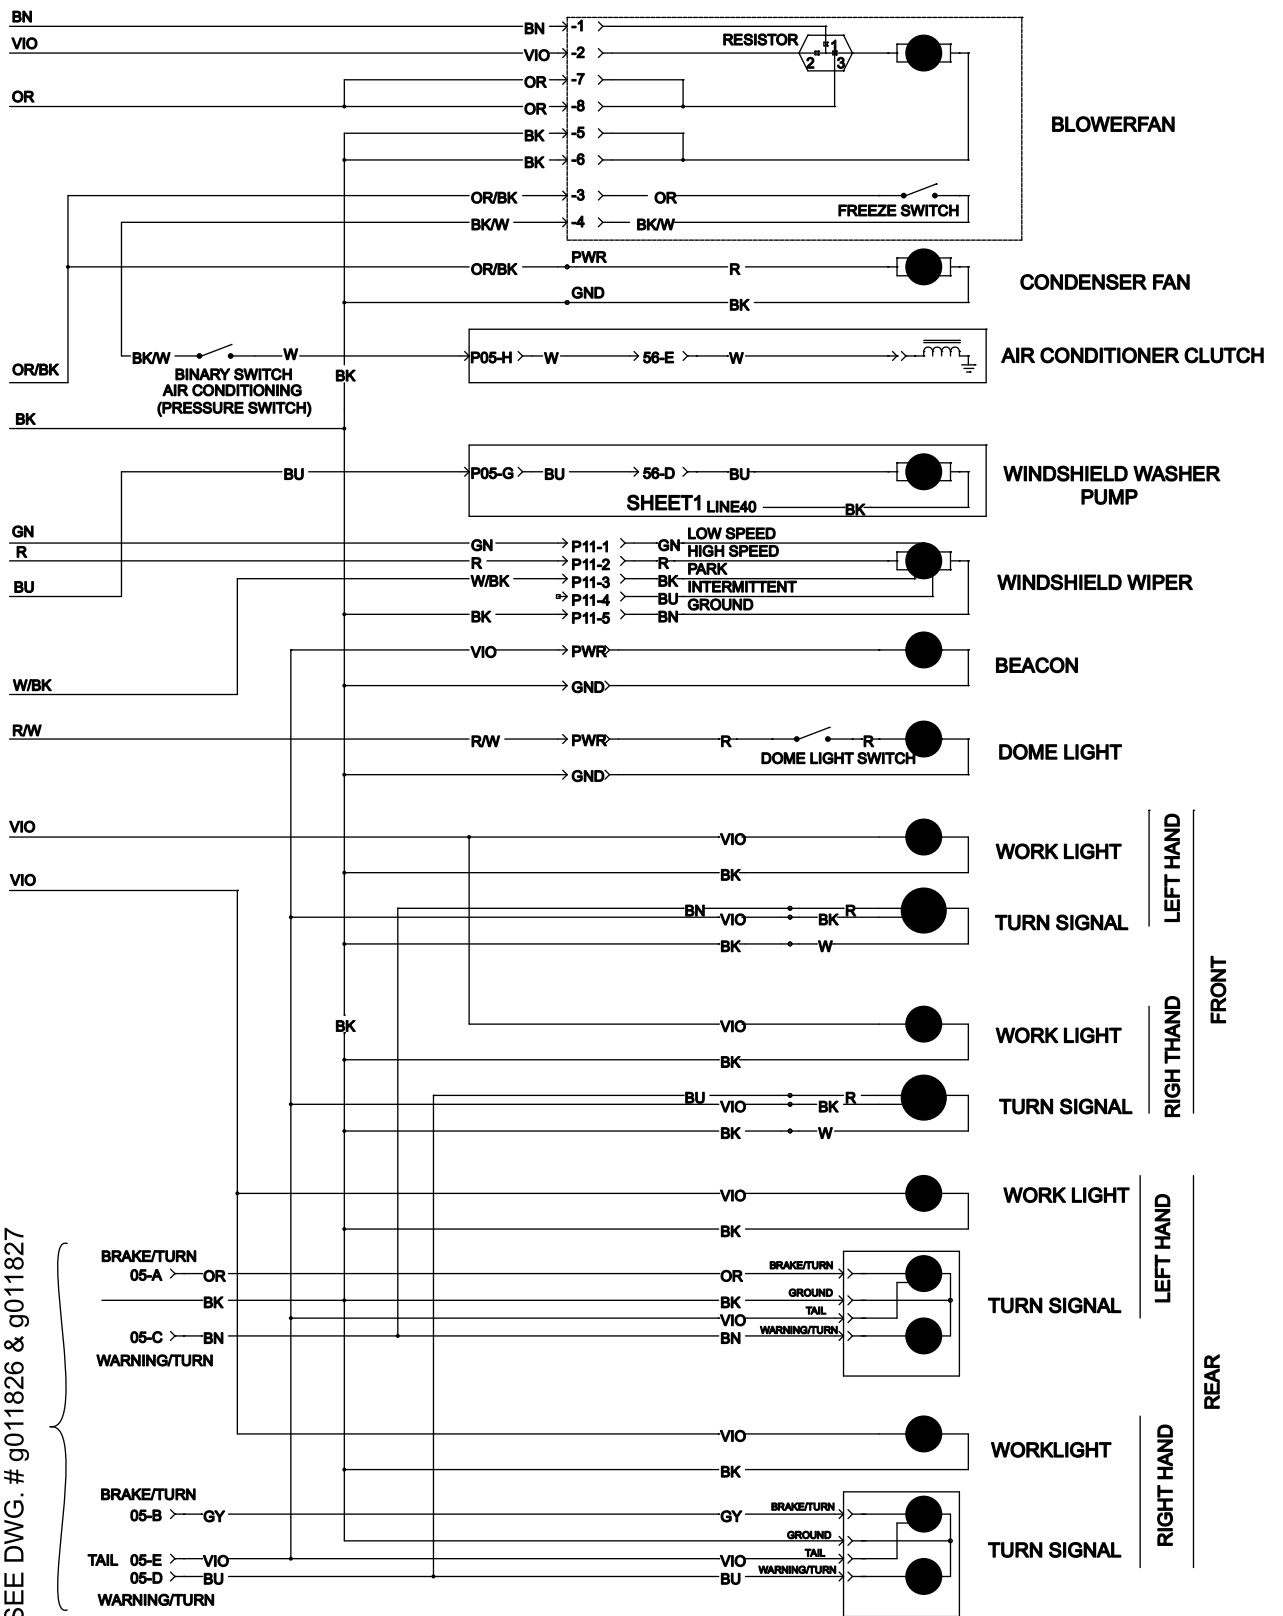 BN
BN -1
VIO
RESISTOR 1
VIO -2
2 3
OR -7
OR
OR -8
BLOWERFAN
BK -5
BK -6
OR/BK -3 OR
FREEZE SWITCH
BK/W -4 BK/W
PWR
OR/BK R
CONDENSER FAN
GND
BK
BK/W W P05-H W 56-E W AIR CONDITIONER CLUTCH
OR/BK
BINARY SWITCH
AIR CONDITIONING
(PRESSURE SWITCH)
BK
BK
BU P05-G BU 56-D BU WINDSHIELD WASHER
PUMP
SHEET1 LINE40 BK
GN
GN P11-1 GN LOW SPEED
R
R P11-2 R HIGH SPEED
W/BK P11-3 BK PARK
WINDSHIELD WIPER
BU
P11-4 BU INTERMITTENT
BK P11-5 BN GROUND
VIO PWR
BEACON
W/BK
GND
R/W
R/W PWR R R
DOME LIGHT SWITCH
DOME LIGHT
GND
VIO
VIO
WORK LIGHT
BK
VIO
LEFT HAND
BN R
VIO BK
TURN SIGNAL
BK W
FRONT
BK
VIO
WORK LIGHT
BK
RIGH THAND
BU R
VIO BK
TURN SIGNAL
BK W
VIO
WORK LIGHT
BK
LEFT HAND
SEE DWG. # g011826 & g011827
BRAKE/TURN
05-A OR OR BRAKE/TURN
BK BK GROUND
TURN SIGNAL
VIO TAIL
05-C BN BN WARNING/TURN
WARNING/TURN
REAR
VIO
WORKLIGHT
BK
RIGHT HAND
BRAKE/TURN
05-B GY GY BRAKE/TURN
GROUND
TURN SIGNAL
TAIL 05-E VIO VIO TAIL
05-D BU BU WARNING/TURN
WARNING/TURN